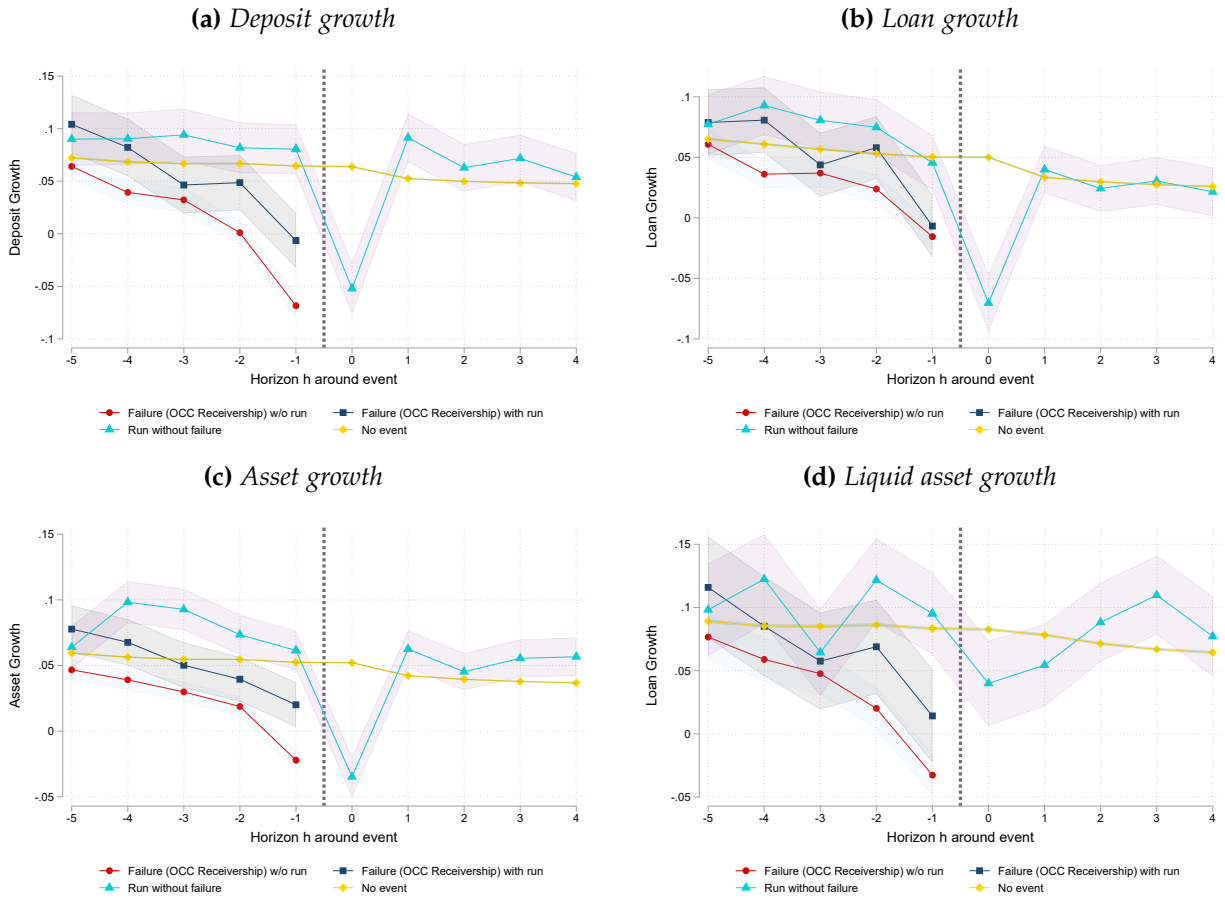 (a) Deposit growth
.15
.1
.05
0
-.05
-.1
Deposit Growth
-5 -4 -3 -2 -1 0 1 2 3 4
Horizon h around event
Failure (OCC Receivership) w/o run Failure (OCC Receivership) with run
Run without failure No event
(b) Loan growth
.1
.05
0
-.05
-.1
Loan Growth
-5 -4 -3 -2 -1 0 1 2 3 4
Horizon h around event
Failure (OCC Receivership) w/o run Failure (OCC Receivership) with run
Run without failure No event
(c) Asset growth
.15
.1
.05
0
-.05
Asset Growth
-5 -4 -3 -2 -1 0 1 2 3 4
Horizon h around event
Failure (OCC Receivership) w/o run Failure (OCC Receivership) with run
Run without failure No event
(d) Liquid asset growth
.15
.1
.05
0
-.05
Loan Growth
-5 -4 -3 -2 -1 0 1 2 3 4
Horizon h around event
Failure (OCC Receivership) w/o run Failure (OCC Receivership) with run
Run without failure No event